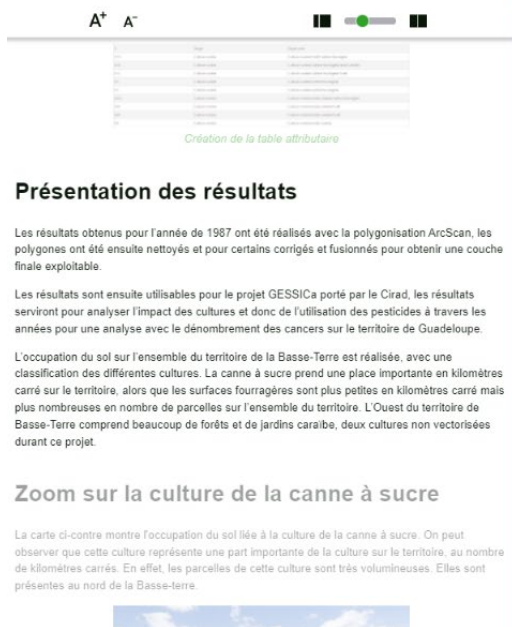 A+ A-
Création de la table attributaire
Présentation des résultats
Les résultats obtenus pour l'année de 1987 ont été réalisés avec la polygonisation ArcScan, les
polygones ont été ensuite nettoyés et pour certains corrigés et fusionnés pour obtenir une couche
finale exploitable.
Les résultats sont ensuite utilisables pour le projet GESSICa porté par le Cirad, les résultats
serviront pour analyser l'impact des cultures et donc de l'utilisation des pesticides à travers les
années pour une analyse avec le dénombrement des cancers sur le territoire de Guadeloupe.
L'occupation du sol sur l'ensemble du territoire de la Basse-Terre est réalisée, avec une
classification des différentes cultures. La canne à sucre prend une place importante en kilomètres
carré sur le territoire, alors que les surfaces fourragères sont plus petites en kilomètres carré mais
plus nombreuses en nombre de parcelles sur l'ensemble du territoire. L'Ouest du territoire de
Basse-Terre comprend beaucoup de forêts et de jardins caraïbe, deux cultures non vectorisées
durant ce projet.
Zoom sur la culture de la canne à sucre
La carte ci-contre montre l'occupation du sol liée à la culture de la canne à sucre. On peut
observer que cette culture représente une part importante de la culture sur le territoire, au nombre
de kilomètres carrés. En effet, les parcelles de cette culture sont très volumineuses. Elles sont
présentes au nord de la Basse-terre.